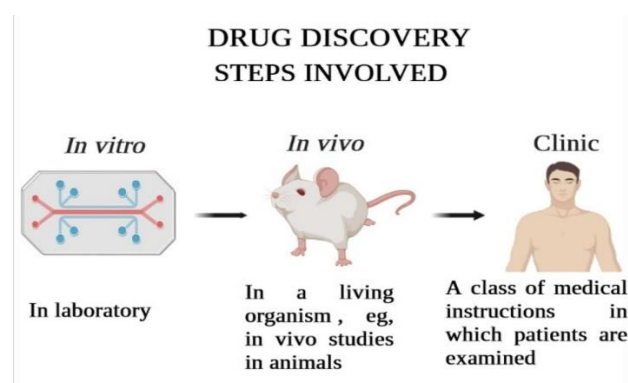 DRUG DISCOVERY
STEPS INVOLVED
In vitro
In vivo
Clinic
In laboratory
In a living
organism , eg,
in vivo studies
in animals
A class of medical
instructions in
which patients are
examined